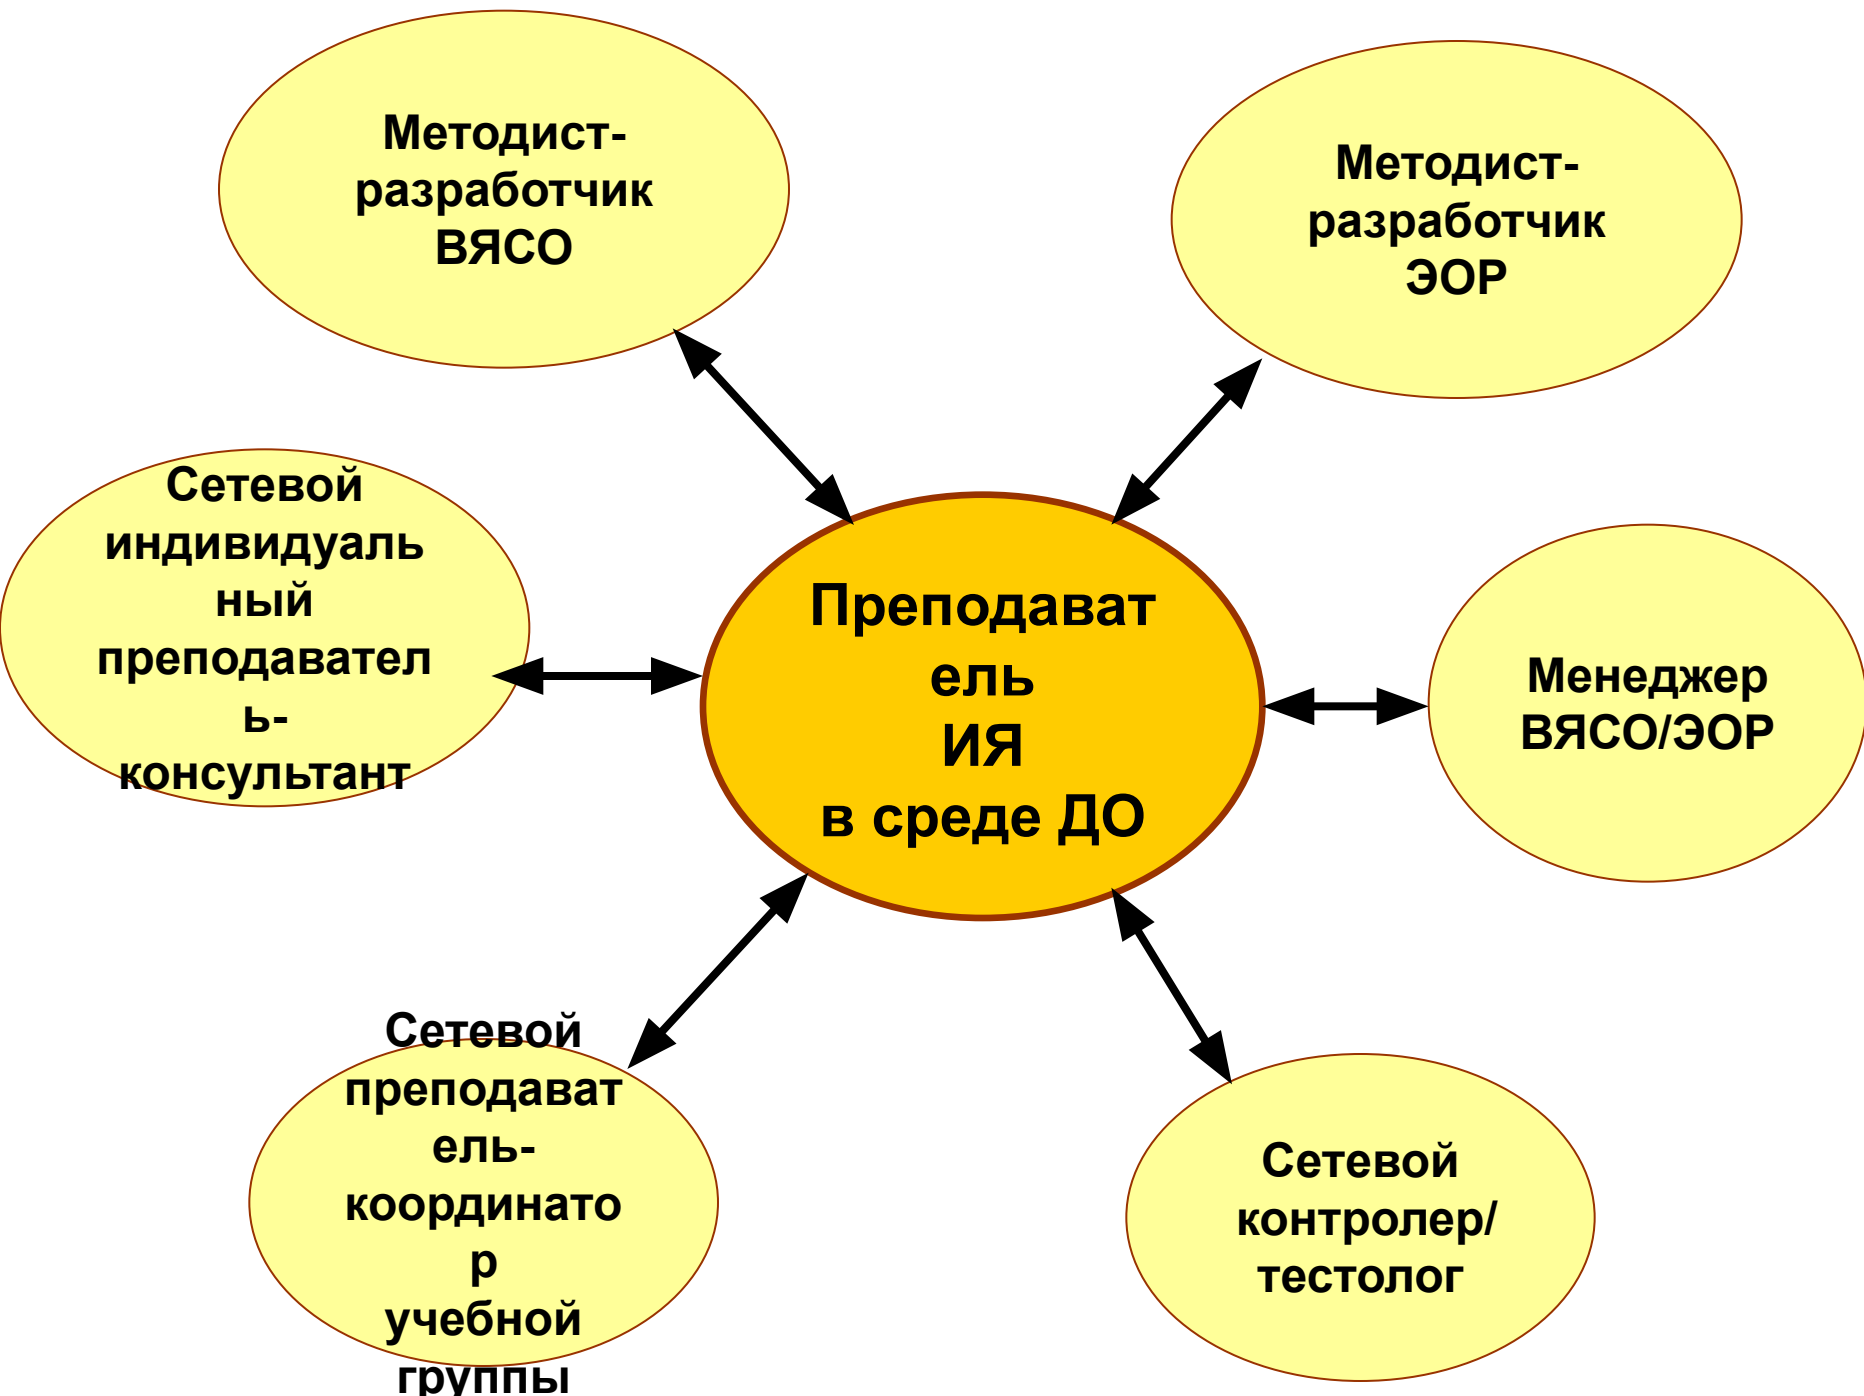 Методист-
разработчик
ВЯСО
Методист-
разработчик
ЭОР
Сетевой
индивидуаль
ный
преподавател
ь-
консультант
Преподават
ель
ИЯ
в среде ДО
Менеджер
ВЯСО/ЭОР
Сетевой
преподават
ель-
координато
р
учебной
группы
Сетевой
контролер/
тестолог